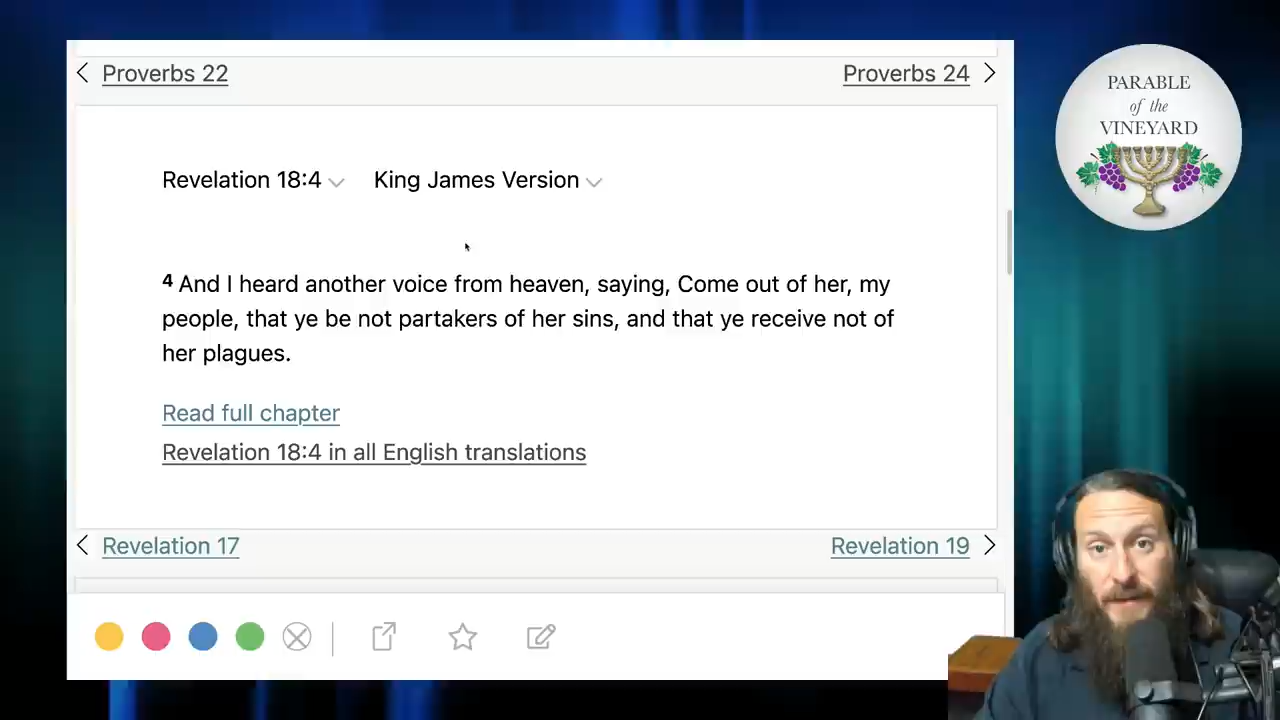 Proverbs 22
Proverbs 24
PARABLE
of the
VINEYARD
Revelation 18:4
King James Version
4 And I heard another voice from heaven, saying, Come out of her, my
people, that ye be not partakers of her sins, and that ye receive not of
her plagues.
Read full chapter
Revelation 18:4 in all English translations
Revelation 17
Revelation 19